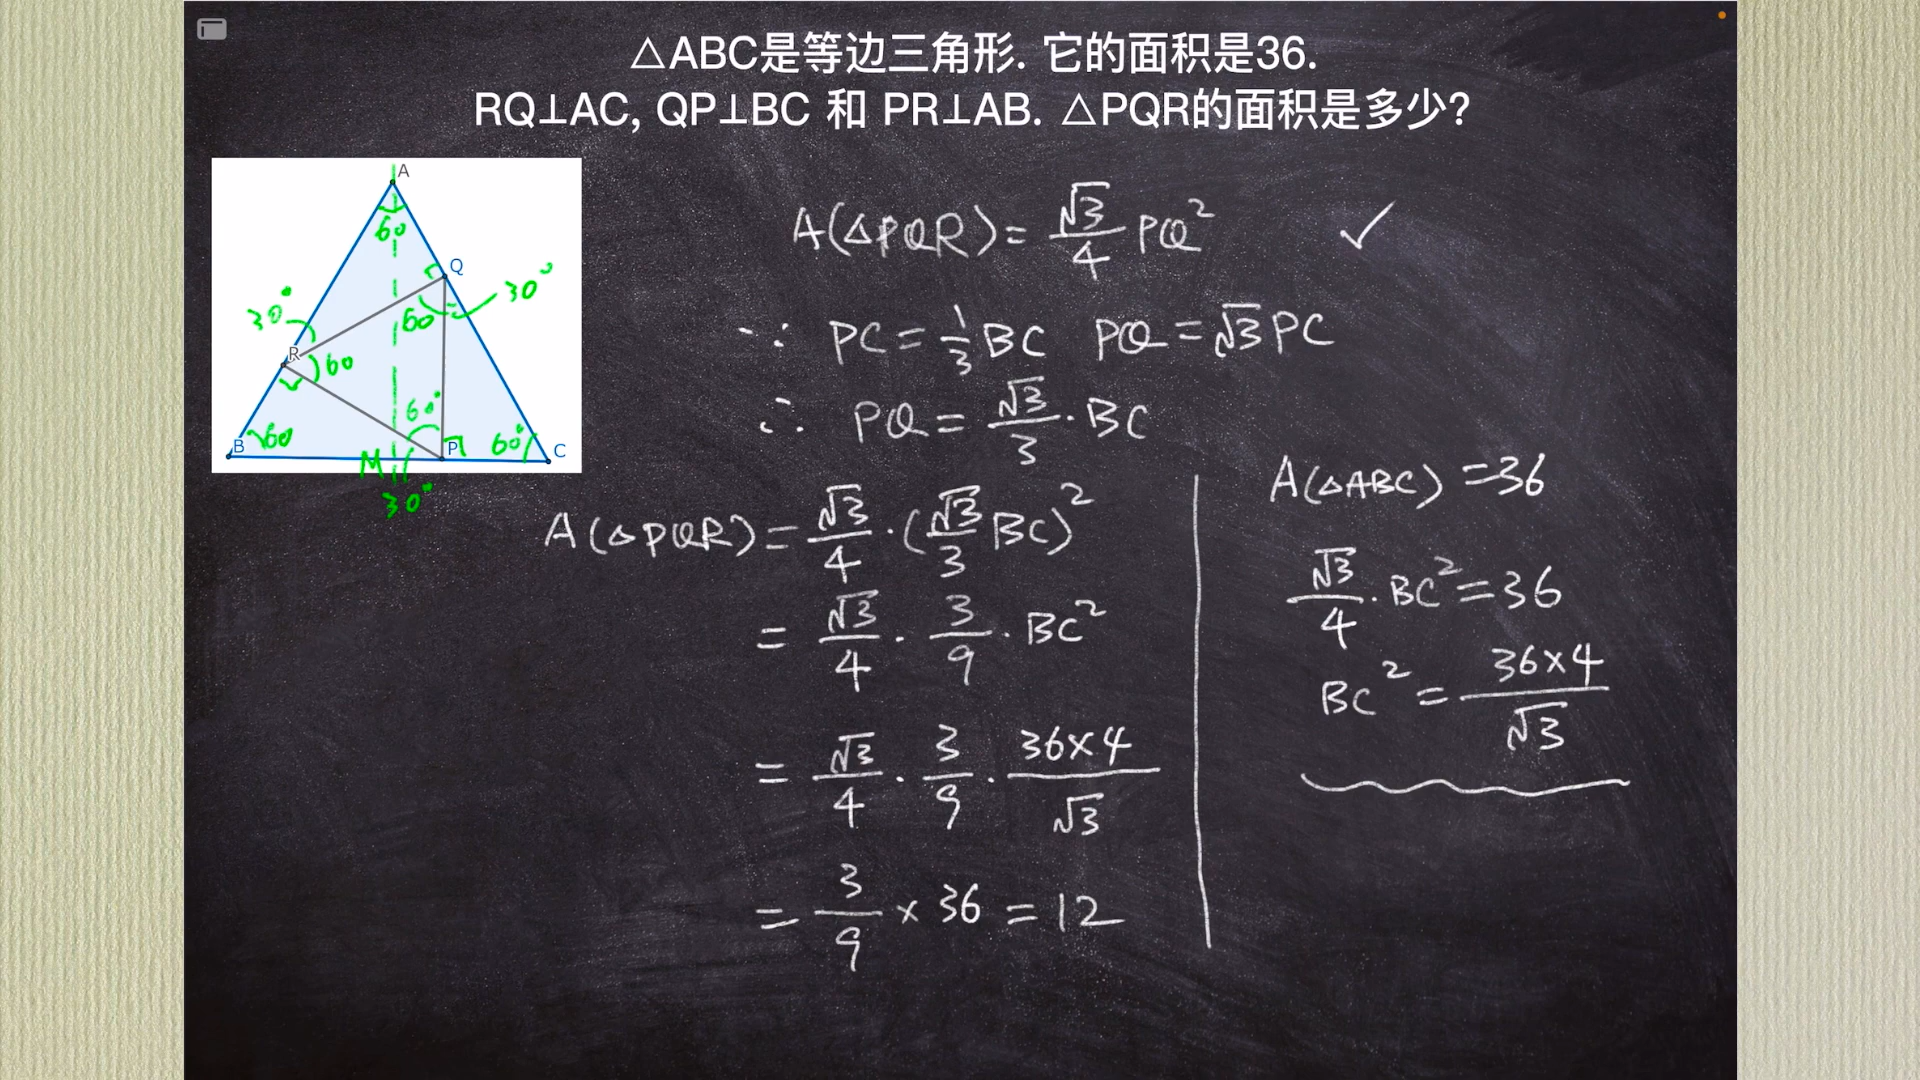 △ABC是等边三角形. 它的面积是36.
RQ⊥AC, QP⊥BC 和 PR⊥AB. △PQR的面积是多少?
A
60
Q
30°
60
30°
R
60
60°
B
60
M
P
60°
C
30°
A(△PQR)=√3/4 PQ² ✓
∵ PC=1/3 BC PQ=√3 PC
∴ PQ=√3/3·BC
A(△PQR)=√3/4·(√3/3 BC)²
=√3/4·3/9·BC²
=√3/4·3/9·36×4/√3
=3/9×36=12
A(△ABC)=36
√3/4·BC²=36
BC²=36×4/√3